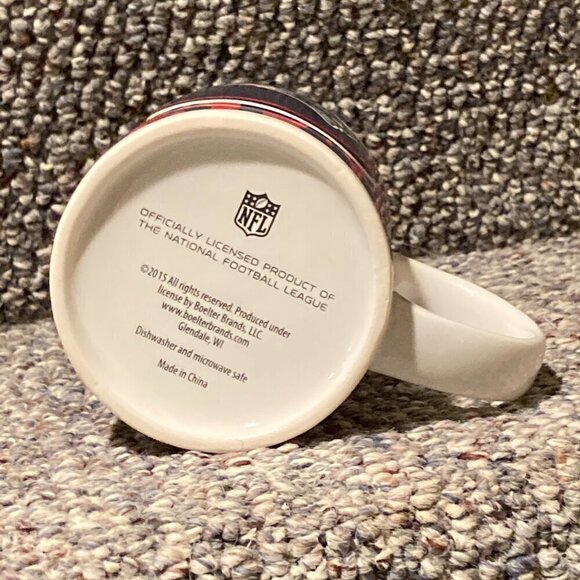 NFL
OFFICIALLY LICENSED PRODUCT OF
THE NATIONAL FOOTBALL LEAGUE
©2015 All rights reserved. Produced under
license by Boelter Brands, LLC
www.boelterbrands.com
Glendale, WI
Dishwasher and microwave safe
Made in China